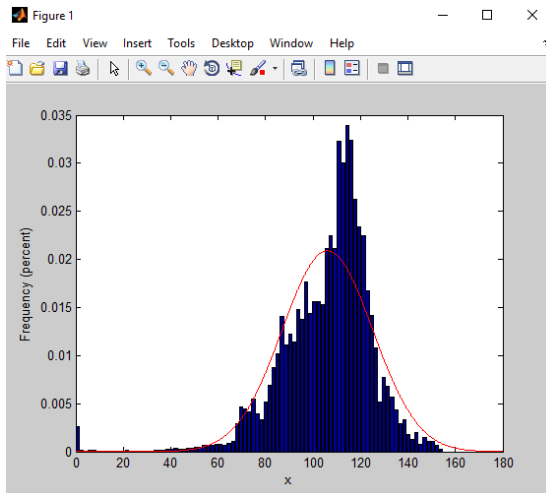 Figure 1
File Edit View Insert Tools Desktop Window Help
0.035
0.03
0.025
0.02
0.015
0.01
0.005
0
Frequency (percent)
0 20 40 60 80 100 120 140 160 180
x